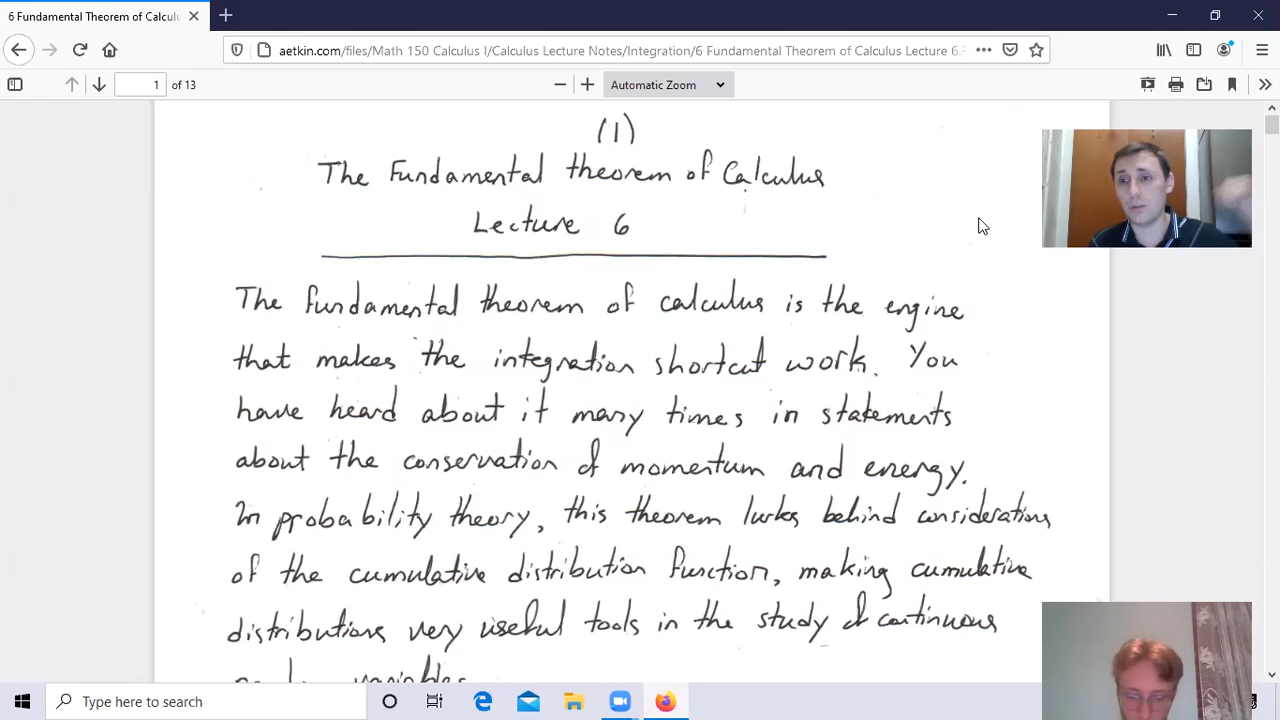 6 Fundamental Theorem of Calculu
aetkin.com/files/Math 150 Calculus I/Calculus Lecture Notes/Integration/6 Fundamental Theorem of Calculus Lecture 6.
1 of 13
Automatic Zoom
(1)
The Fundamental theorem of Calculus
Lecture 6
The fundamental theorem of calculus is the engine
that makes the integration shortcut work. You
have heard about it many times in statements
about the conservation of momentum and energy.
In probability theory, this theorem lurks behind considerations
of the cumulative distribution function, making cumulative
distributions very useful tools in the study of continuous
variables
Type here to search